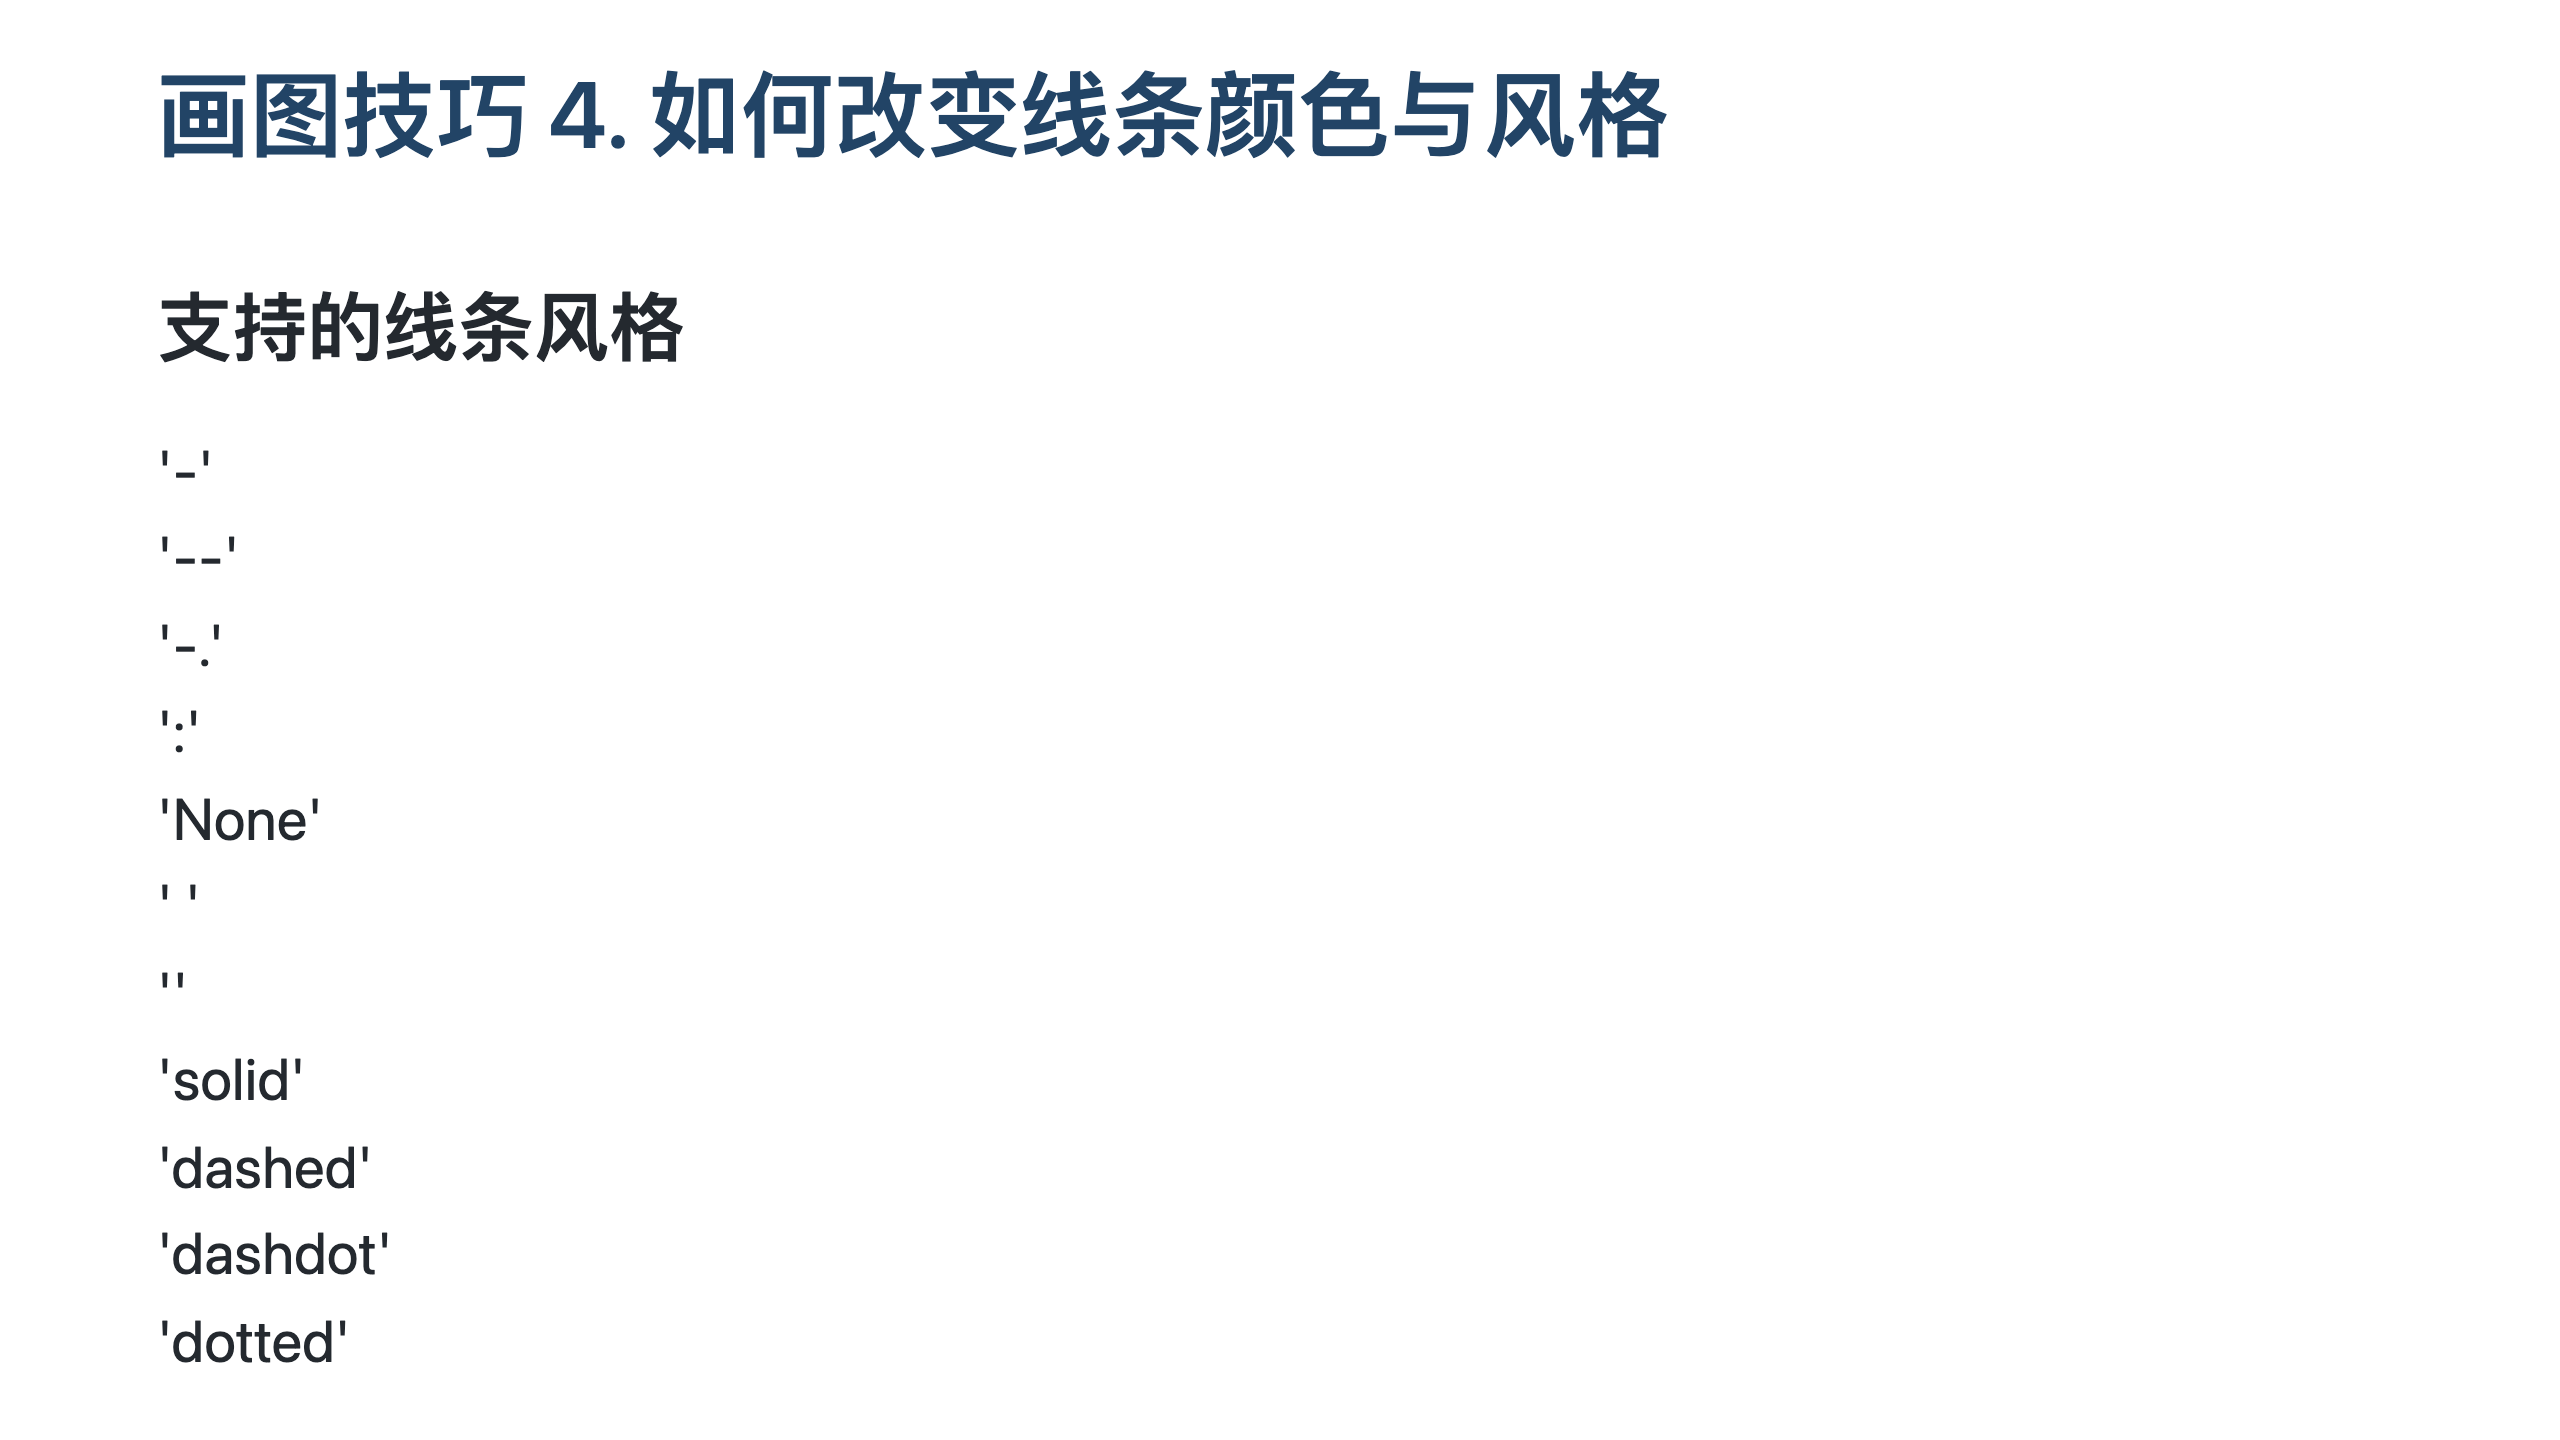 画图技巧 4. 如何改变线条颜色与风格
支持的线条风格
'-'
'--'
'-.'
':'
'None'
' '
''
'solid'
'dashed'
'dashdot'
'dotted'